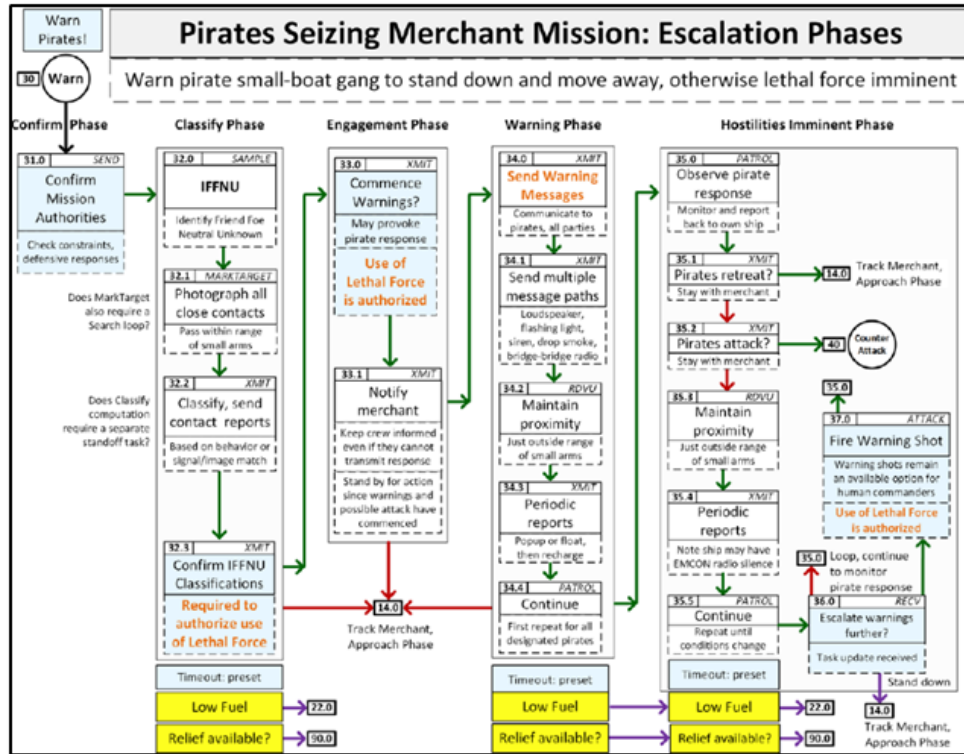 Warn
Pirates!
Pirates Seizing Merchant Mission: Escalation Phases
30
Warn
Warn pirate small-boat gang to stand down and move away, otherwise lethal force imminent
Confirm Phase
Classify Phase
Engagement Phase
Warning Phase
Hostilities Imminent Phase
31.0 SEND
Confirm
Mission
Authorities
Check constraints,
defensive responses
Does MarkTarget
also require a
Search loop?
Does Classify
computation
require a separate
standoff task?
32.0 SAMPLE
IFFNU
Identify Friend Foe
Neutral Unknown
32.1 MARKTARGET
Photograph all
close contacts
Pass within range
of small arms
32.2 XMIT
Classify, send
contact reports
Based on behavior or
signal/image match
32.3 XMIT
Confirm IFFNU
Classifications
Required to
authorize use
of Lethal Force
Timeout: preset
Low Fuel
22.0
Relief available?
90.0
33.0 XMIT
Commence
Warnings?
May provoke
pirate response
Use of
Lethal Force
is authorized
33.1 XMIT
Notify
merchant
Keep crew informed
even if they cannot
transmit response
Stand by for action
since warnings and
possible attack have
commenced
14.0
Track Merchant,
Approach Phase
34.0 XMIT
Send Warning
Messages
Communicate to
pirates, all parties
34.1 XMIT
Send multiple
message paths
Loudspeaker,
flashing light,
siren, drop smoke,
bridge-bridge radio
34.2 RDVU
Maintain
proximity
Just outside range
of small arms
34.3 XMIT
Periodic
reports
Popup or float,
then recharge
34.4 PATROL
Continue
First repeat for all
designated pirates
Timeout: preset
Low Fuel
Relief available?
35.0 PATROL
Observe pirate
response
Monitor and report
back to own ship
35.1 XMIT
Pirates retreat?
Stay with merchant
14.0
Track Merchant,
Approach Phase
35.2 XMIT
Pirates attack?
Stay with merchant
40
Counter
Attack
35.3 RDVU
Maintain
proximity
Just outside range
of small arms
35.4 XMIT
Periodic
reports
Note ship may have
EMCON radio silence
35.5 PATROL
Continue
Repeat until
conditions change
Timeout: preset
Low Fuel
22.0
Relief available?
90.0
35.0
37.0 ATTACK
Fire Warning Shot
Warning shots remain
an available option for
human commanders
Use of Lethal Force
is authorized
35.0
Loop, continue
to monitor
pirate response
36.0 RECV
Escalate warnings
further?
Task update received
Stand down
14.0
Track Merchant,
Approach Phase